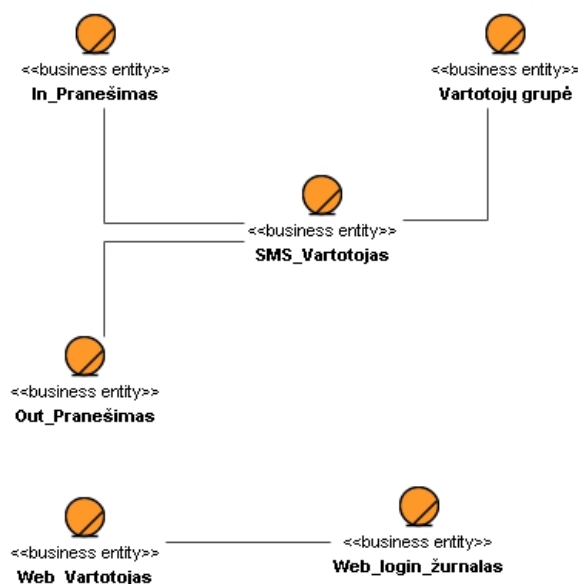 <<business entity>>
In_Pranešimas
<<business entity>>
Vartotojų grupė
<<business entity>>
SMS_Vartotojas
<<business entity>>
Out_Pranešimas
<<business entity>>
Web_Vartotojas
<<business entity>>
Web_login_žurnalas